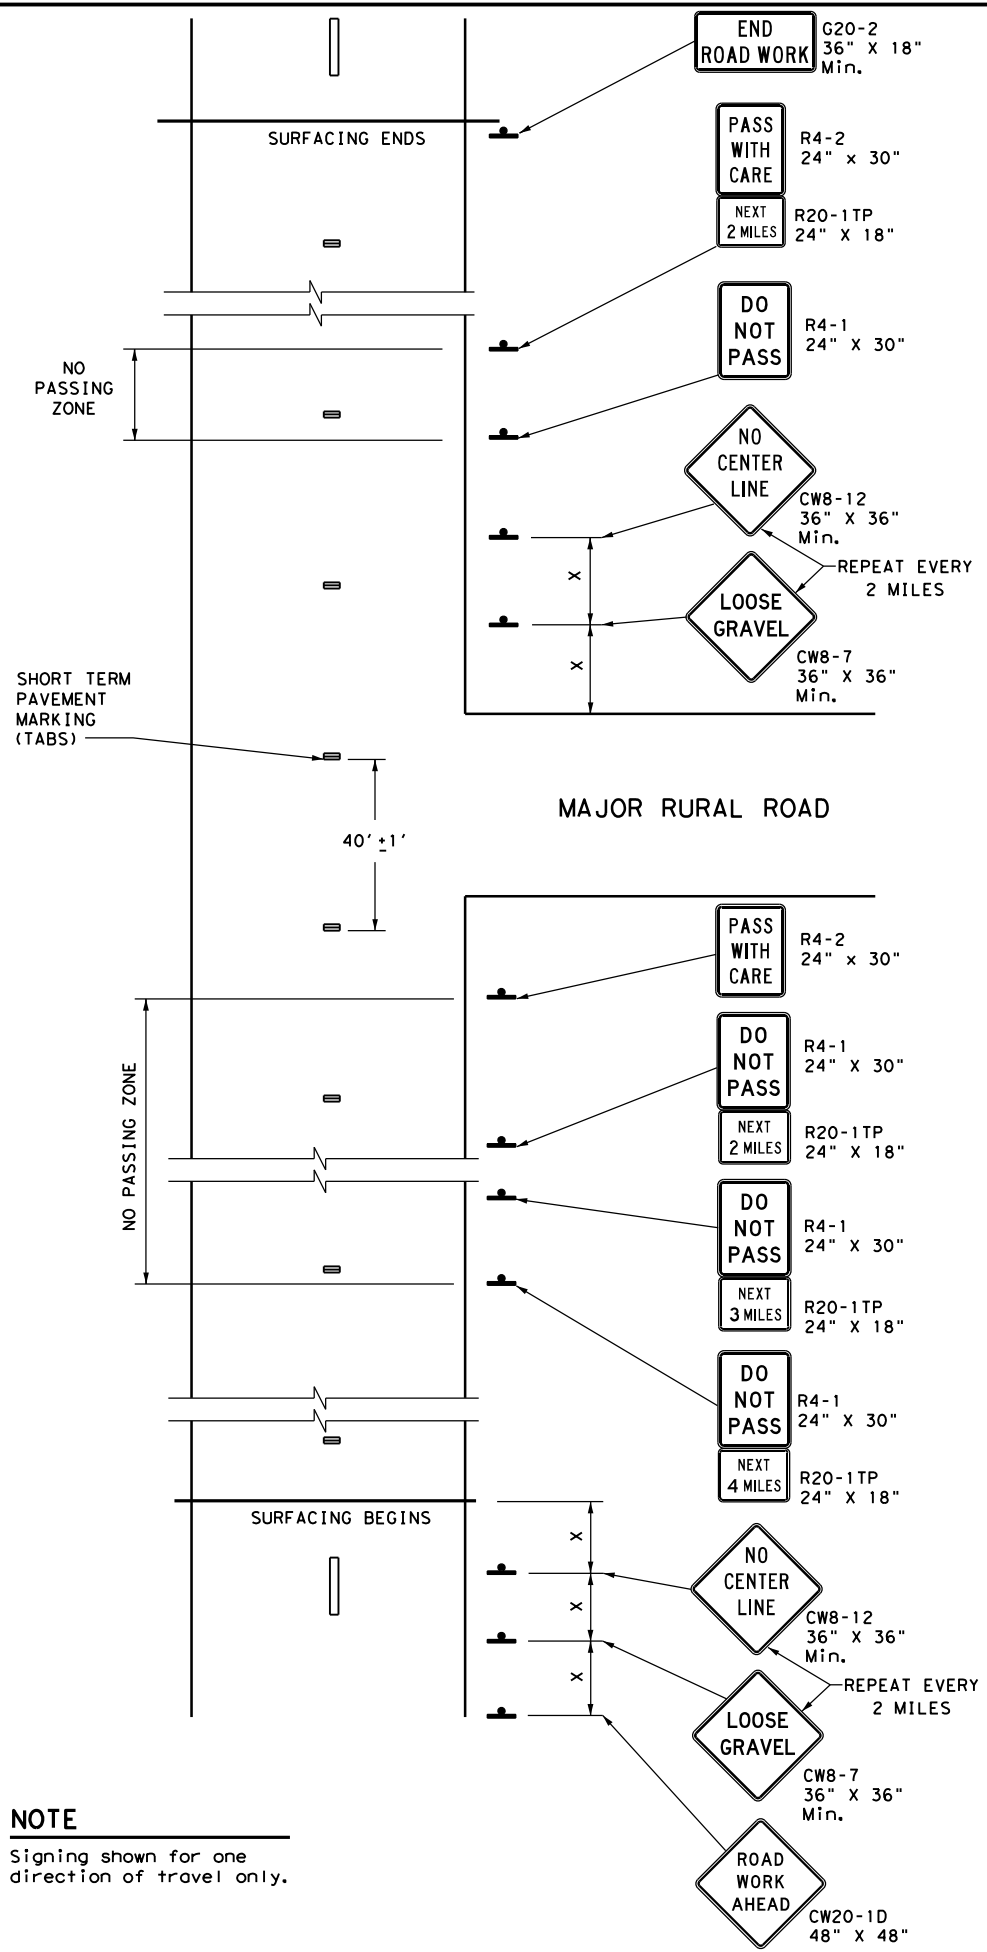 END
ROAD WORK
G20-2
36" X 18"
Min.
SURFACING ENDS
PASS
WITH
CARE
R4-2
24" x 30"
NEXT
2 MILES
R20-1TP
24" X 18"
DO
NOT
PASS
R4-1
24" X 30"
NO
PASSING
ZONE
NO
CENTER
LINE
CW8-12
36" X 36"
Min.
REPEAT EVERY
2 MILES
X
LOOSE
GRAVEL
CW8-7
36" X 36"
Min.
X
SHORT TERM
PAVEMENT
MARKING
(TABS)
MAJOR RURAL ROAD
40' ±1'
PASS
WITH
CARE
R4-2
24" x 30"
NO PASSING ZONE
DO
NOT
PASS
R4-1
24" X 30"
NEXT
2 MILES
R20-1TP
24" X 18"
DO
NOT
PASS
R4-1
24" X 30"
NEXT
3 MILES
R20-1TP
24" X 18"
DO
NOT
PASS
R4-1
24" X 30"
NEXT
4 MILES
R20-1TP
24" X 18"
SURFACING BEGINS
X
X
X
NO
CENTER
LINE
CW8-12
36" X 36"
Min.
REPEAT EVERY
2 MILES
LOOSE
GRAVEL
CW8-7
36" X 36"
Min.
ROAD
WORK
AHEAD
CW20-1D
48" X 48"
NOTE
Signing shown for one
direction of travel only.